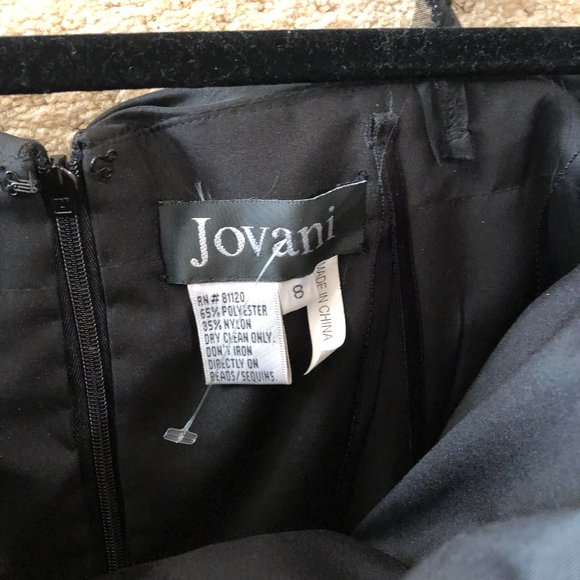 Jovani
RN # 81120
65% POLYESTER
35% NYLON
DRY CLEAN ONLY.
DON'T IRON
DIRECTLY ON
BEADS/SEQUINS.
8
MADE IN CHINA